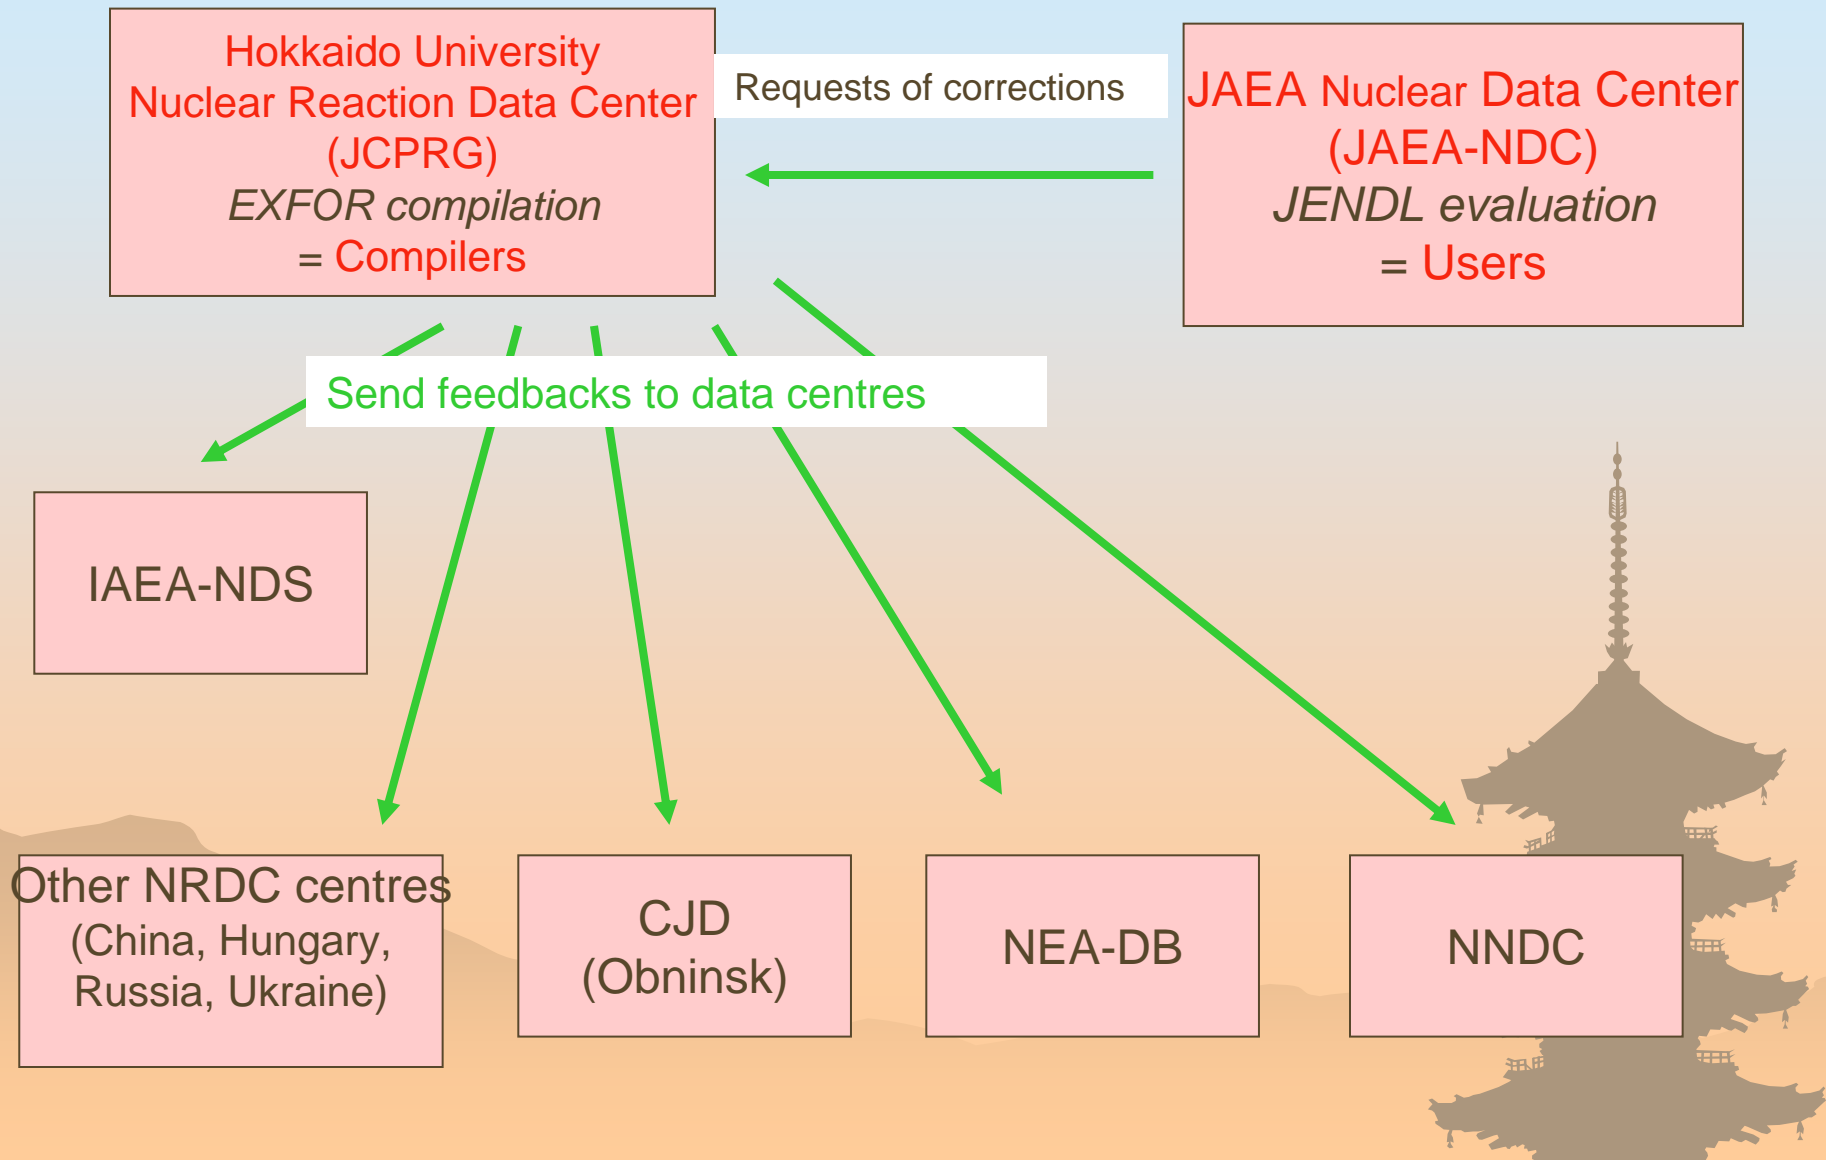 Hokkaido University
Nuclear Reaction Data Center
(JCPRG)
EXFOR compilation
= Compilers
Requests of corrections
JAEA Nuclear Data Center
(JAEA-NDC)
JENDL evaluation
= Users
Send feedbacks to data centres
IAEA-NDS
Other NRDC centres
(China, Hungary,
Russia, Ukraine)
CJD
(Obninsk)
NEA-DB
NNDC